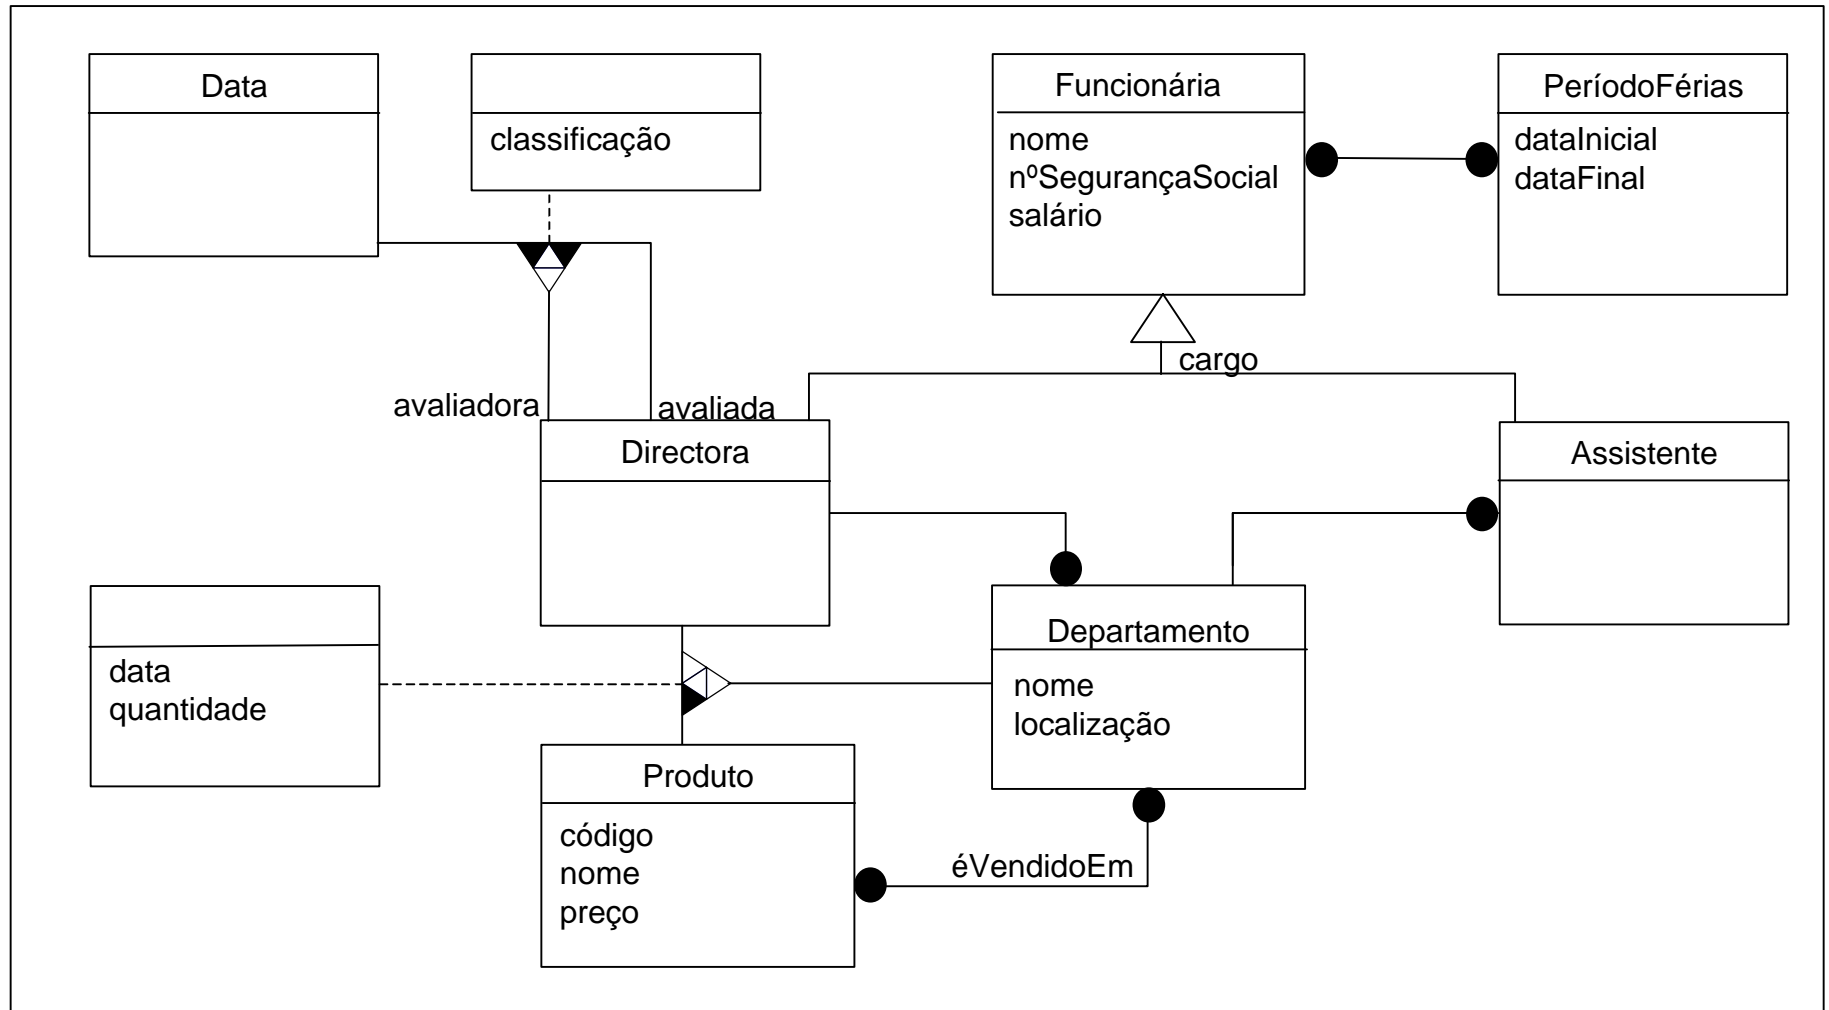 Data
classificação
Funcionária
nome
nºSegurançaSocial
salário
PeríodoFérias
dataInicial
dataFinal
cargo
avaliadora
avaliada
Directora
Assistente
data
quantidade
Departamento
nome
localização
Produto
código
nome
preço
éVendidoEm